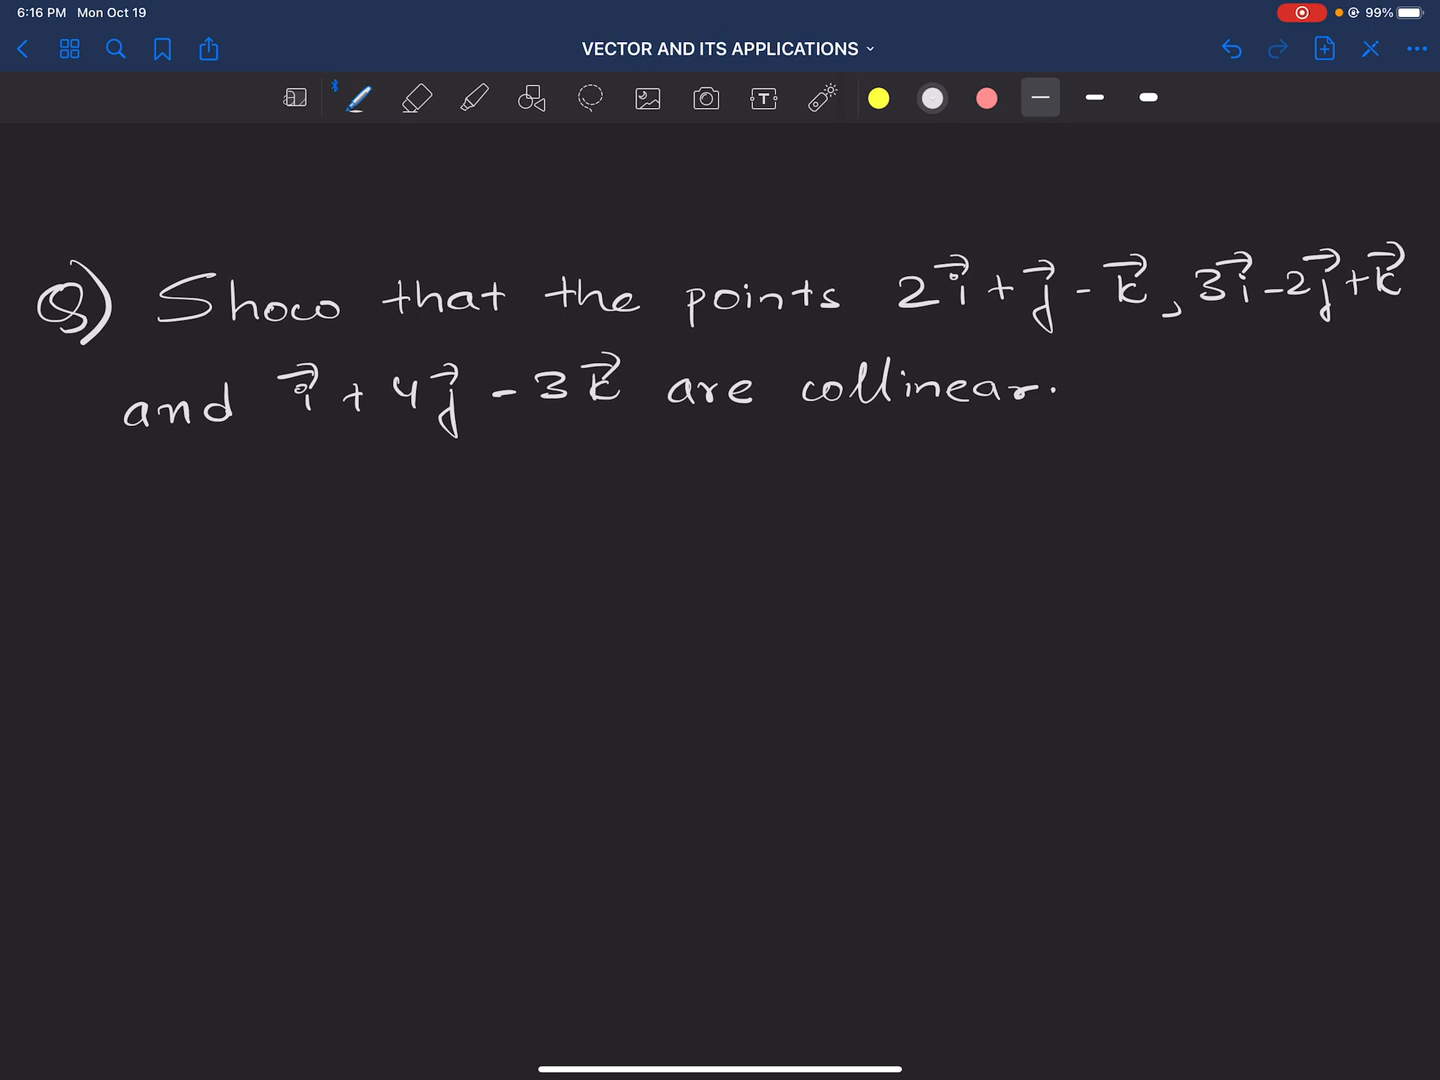 6:16 PM Mon Oct 19
99%
VECTOR AND ITS APPLICATIONS
T
Q) Show that the points 2i⃗ + j⃗ - k⃗, 3i⃗ - 2j⃗ + k⃗
and i⃗ + 4j⃗ - 3k⃗ are collinear.